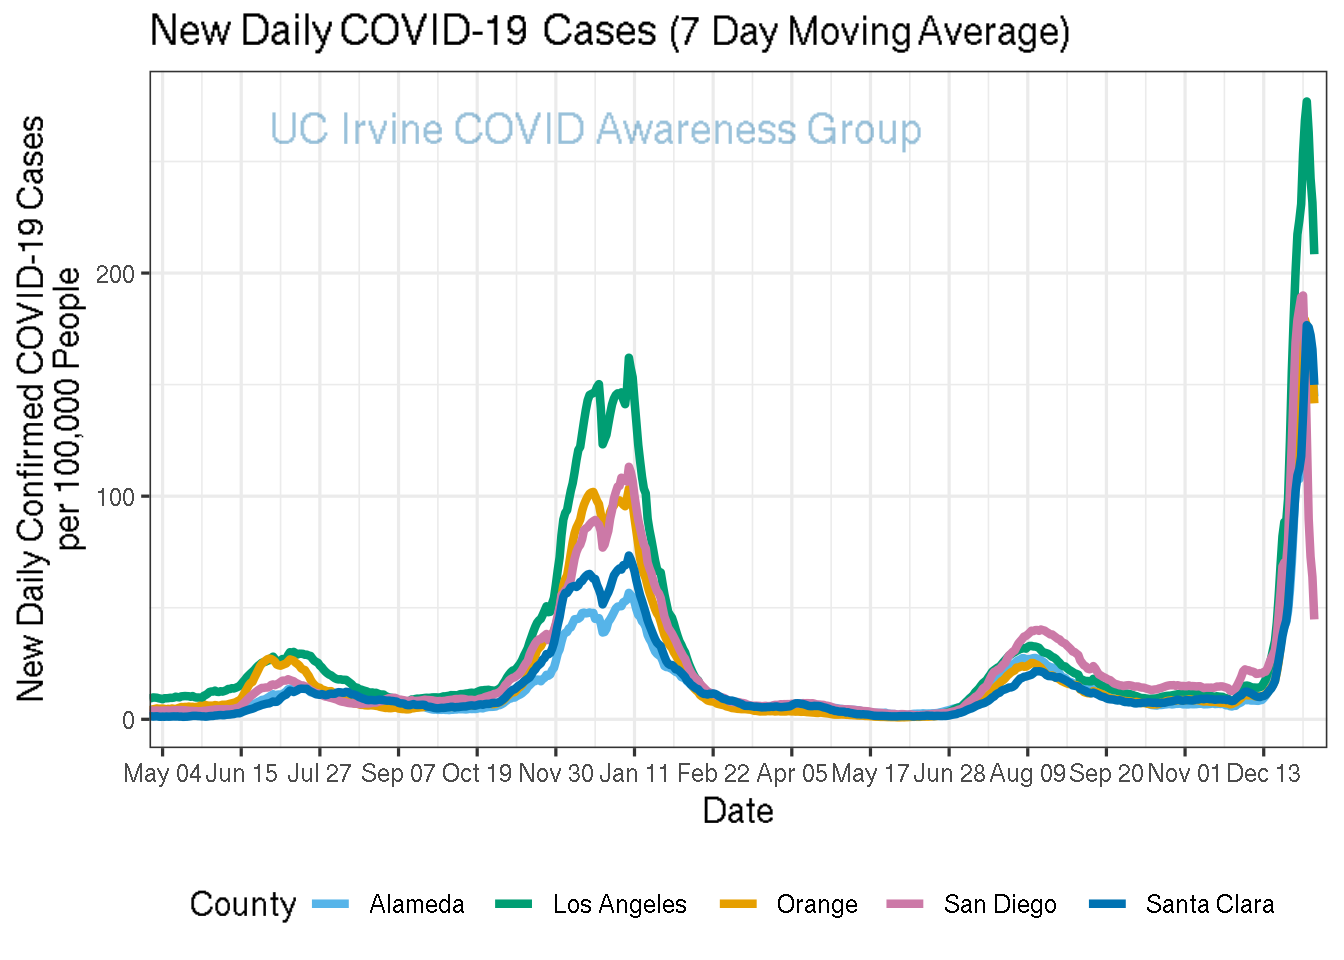 New Daily COVID-19 Cases (7 Day Moving Average)
UC Irvine COVID Awareness Group
New Daily Confirmed COVID-19 Cases
per 100,000 People
200
100
0
May 04 Jun 15 Jul 27 Sep 07 Oct 19 Nov 30 Jan 11 Feb 22 Apr 05 May 17 Jun 28 Aug 09 Sep 20 Nov 01 Dec 13
Date
County Alameda Los Angeles Orange San Diego Santa Clara